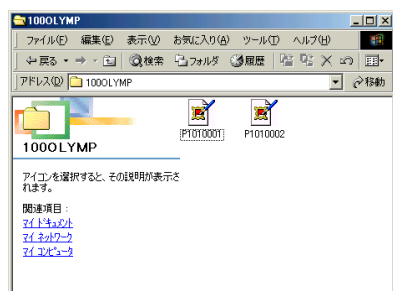 100OLYMP
ファイル(F) 編集(E) 表示(V) お気に入り(A) ツール(T) ヘルプ(H)
戻る 検索 フォルダ 履歴
アドレス(D) 100OLYMP 移動
P1010001 P1010002
100OLYMP
アイコンを選択すると、その説明が表示さ
れます。
関連項目:
マイ ドキュメント
マイ ネットワーク
マイ コンピュータ